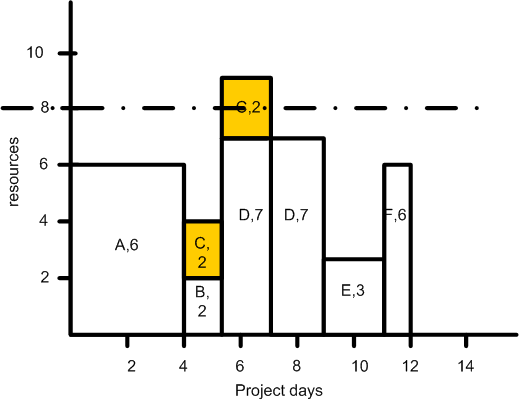 10
8
6
4
2
resources
C,2
D,7
D,7
A,6
C,
2
B,
2
E,3
F,6
2
4
6
8
10
12
14
Project days